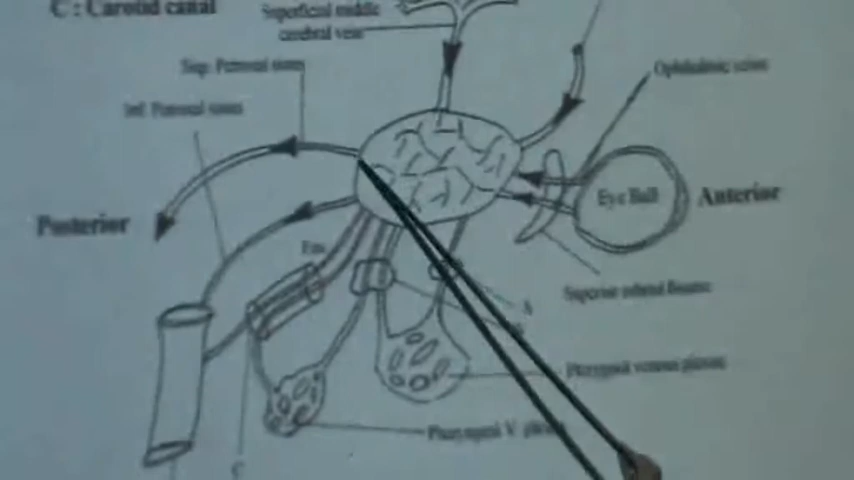 C : Carotid canal
Superficial middle
cerebral vein
Sup. Petrosal sinus
Ophthalmic veins
Inf. Petrosal sinus
Eye Ball
Anterior
Posterior
Superior orbital fissure
A
Pterygoid venous plexus
Pharyngeal V. plexus
C